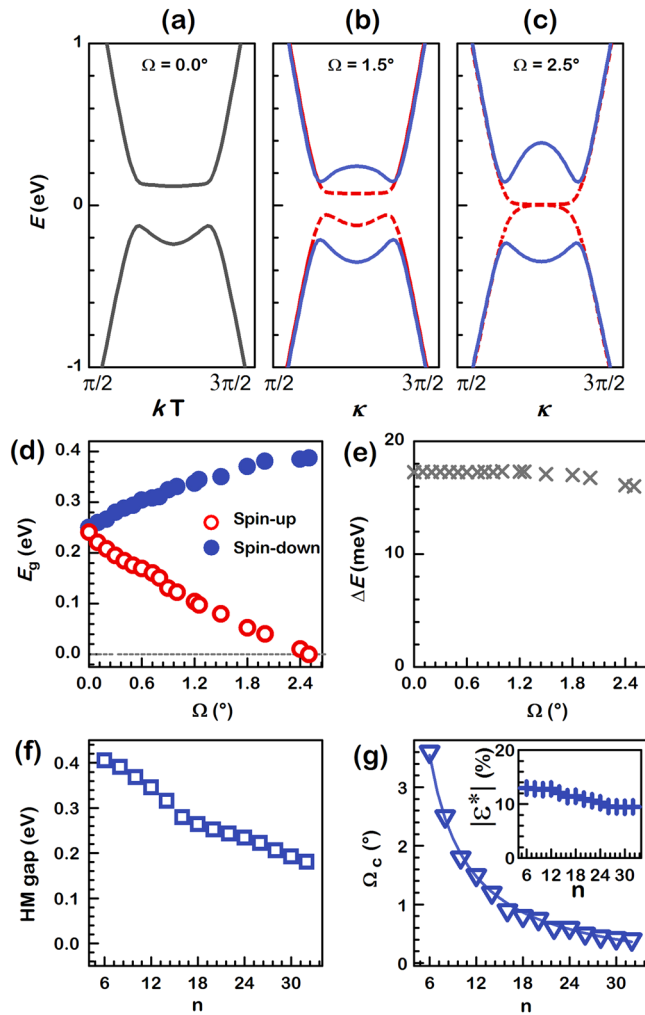 (a)
(b)
(c)
1
Ω = 0.0°
Ω = 1.5°
Ω = 2.5°
E (eV)
0
-1
π/2
3π/2
π/2
3π/2
π/2
3π/2
k T
κ
κ
(d)
0.4
0.3
0.2
0.1
0.0
E_g (eV)
Spin-up
Spin-down
0.0
0.6
1.2
1.8
2.4
Ω (°)
(e)
20
16
12
8
4
0
ΔE (meV)
0.0
0.6
1.2
1.8
2.4
Ω (°)
(f)
0.4
0.3
0.2
0.1
0.0
HM gap (eV)
6
12
18
24
30
n
(g)
3
2
1
0
Ω_c (°)
6
12
18
24
30
n
20
10
0
|ε*| (%)
6
12
18
24
30
n